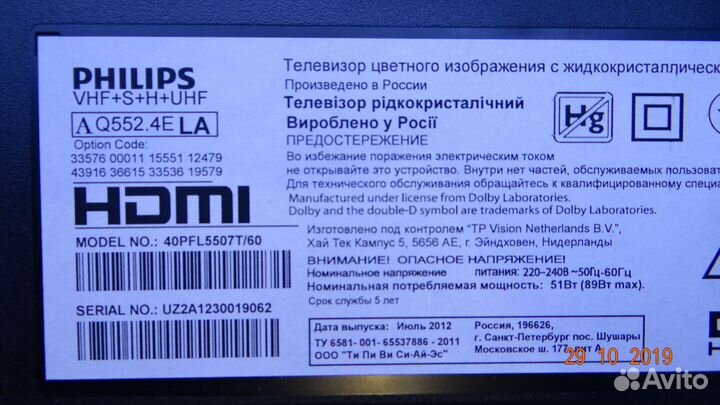 PHILIPS
VHF+S+H+UHF
A Q552.4E LA
Option Code:
33576 00011 15551 12479
43916 36615 33536 19579
HDMI
MODEL NO.: 40PFL5507T/60
SERIAL NO.: UZ2A1230019062
Телевизор цветного изображения с жидкокристалличес
Произведено в России
Телевізор рідкокристалічний
Вироблено у Росії
Hg
ПРЕДОСТЕРЕЖЕНИЕ
Во избежание поражения электрическим током
не открывайте это устройство. Внутри нет частей, обслуживаемых пользоват
Для технического обслуживания обращайтесь к квалифицированному специа
Manufactured under license from Dolby Laboratories.
Dolby and the double-D symbol are trademarks of Dolby Laboratories.
Изготовлено под контролем "TP Vision Netherlands B.V.",
Хай Тек Кампус 5, 5656 AE, г. Эйндховен, Нидерланды
ВНИМАНИЕ! ОПАСНОЕ НАПРЯЖЕНИЕ!
Номинальное напряжение питания: 220-240В~50Гц-60Гц
Номинальная потребляемая мощность: 51Вт (89Вт max).
Срок службы 5 лет
Дата выпуска: Июль 2012
ТУ 6581-001-65537886-2011
ООО "Ти Пи Ви Си-Ай-Эс"
Россия, 196626,
г. Санкт-Петербург пос. Шушары
Московское ш. 177, лит А
29 10 2019
Avito